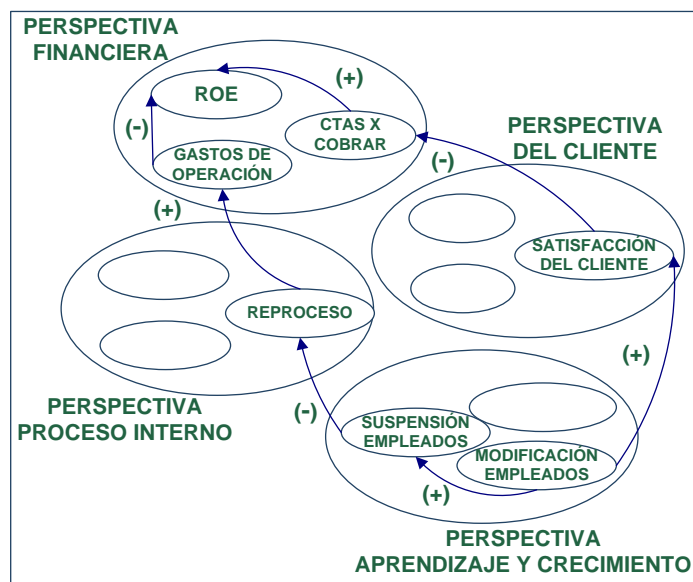 PERSPECTIVA
FINANCIERA
(+)
ROE
(-)
CTAS X
COBRAR
GASTOS DE
OPERACIÓN
PERSPECTIVA
DEL CLIENTE
(-)
(+)
SATISFACCIÓN
DEL CLIENTE
REPROCESO
(+)
PERSPECTIVA
PROCESO INTERNO
(-)
SUSPENSIÓN
EMPLEADOS
MODIFICACIÓN
EMPLEADOS
(+)
PERSPECTIVA
APRENDIZAJE Y CRECIMIENTO